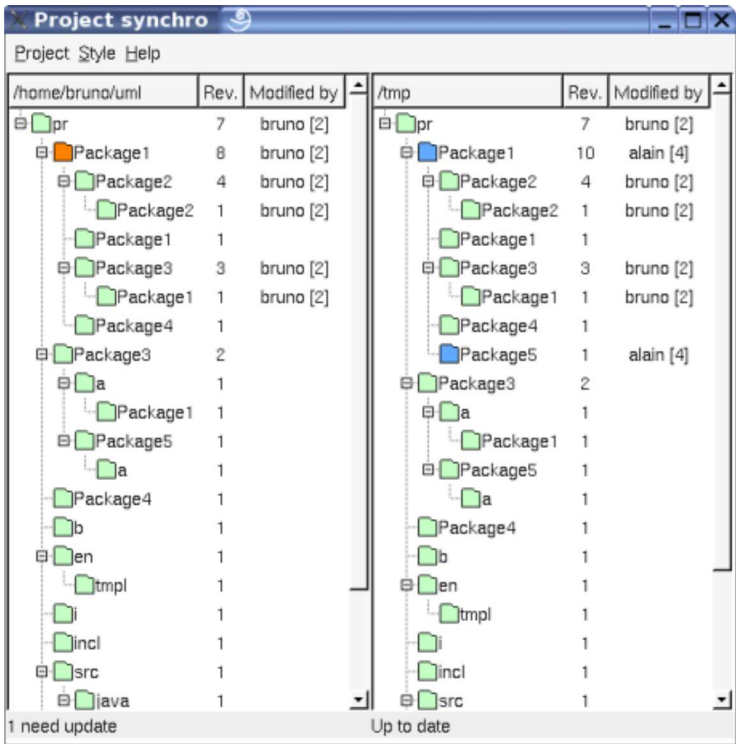 Project synchro
Project Style Help
/home/bruno/uml Rev. Modified by
pr 7 bruno [2]
Package1 8 bruno [2]
Package2 4 bruno [2]
Package2 1 bruno [2]
Package1 1
Package3 3 bruno [2]
Package1 1 bruno [2]
Package4 1
Package3 2
a 1
Package1 1
Package5 1
a 1
Package4 1
b 1
en 1
tmpl 1
i 1
incl 1
src 1
java 1
1 need update
/tmp Rev. Modified by
pr 7 bruno [2]
Package1 10 alain [4]
Package2 4 bruno [2]
Package2 1 bruno [2]
Package1 1
Package3 3 bruno [2]
Package1 1 bruno [2]
Package4 1
Package5 1 alain [4]
Package3 2
a 1
Package1 1
Package5 1
a 1
Package4 1
b 1
en 1
tmpl 1
i 1
incl 1
src 1
Up to date